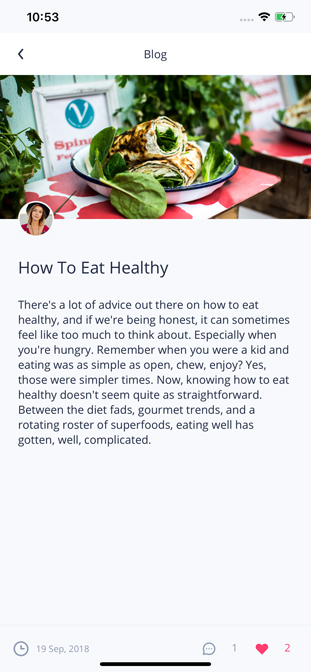 10:53
Blog
V
Spin
How To Eat Healthy
There's a lot of advice out there on how to eat
healthy, and if we're being honest, it can sometimes
feel like too much to think about. Especially when
you're hungry. Remember when you were a kid and
eating was as simple as open, chew, enjoy? Yes,
those were simpler times. Now, knowing how to eat
healthy doesn't seem quite as straightforward.
Between the diet fads, gourmet trends, and a
rotating roster of superfoods, eating well has
gotten, well, complicated.
19 Sep, 2018
1
2